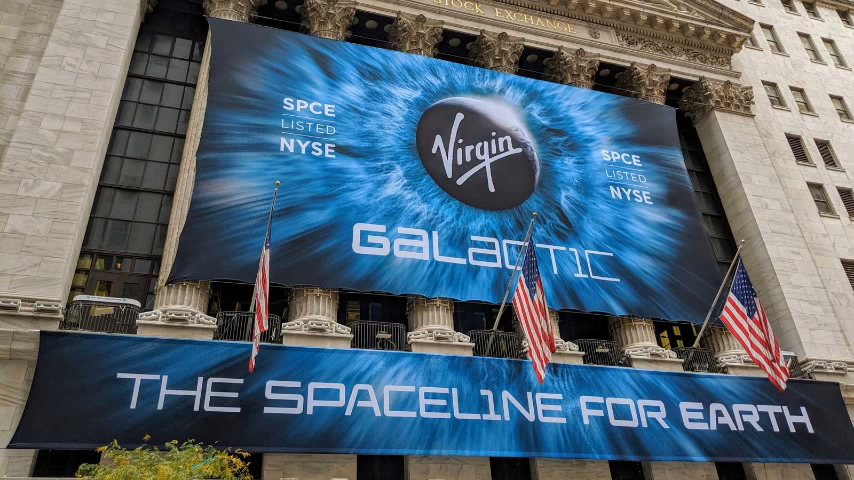 STOCK EXCHANGE
SPCE
LISTED
NYSE
Virgin
GALACTIC
SPCE
LISTED
NYSE
THE SPACELINE FOR EARTH